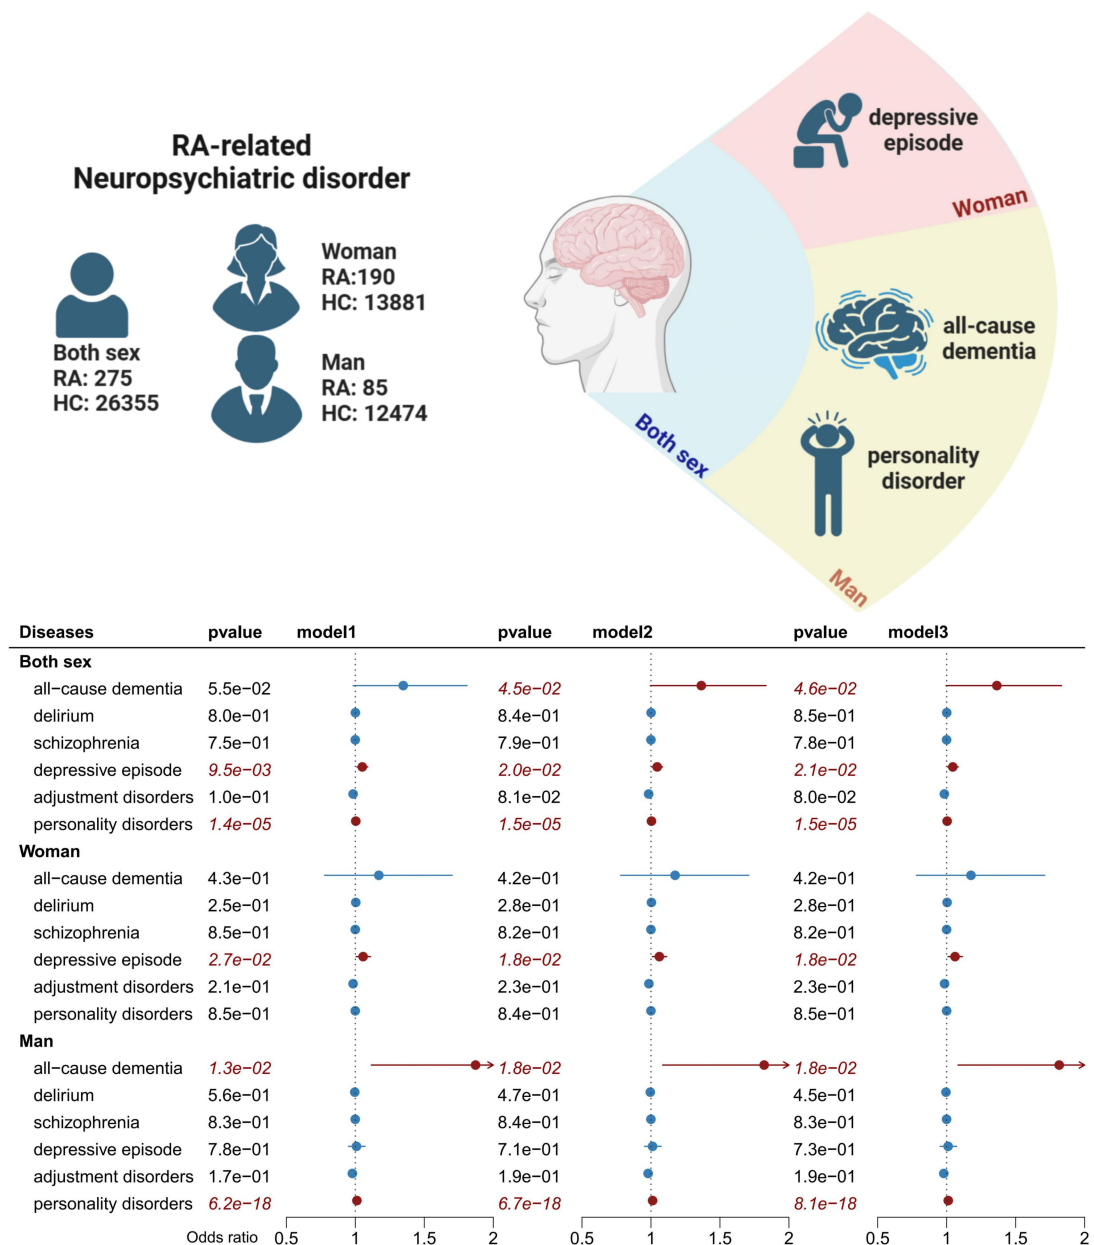 RA-related
Neuropsychiatric disorder
Both sex
RA: 275
HC: 26355
Woman
RA:190
HC: 13881
Man
RA: 85
HC: 12474
depressive
episode
Woman
all-cause
dementia
personality
disorder
Both sex
Man
Diseases pvalue model1 pvalue model2 pvalue model3
Both sex
all−cause dementia 5.5e−02 4.5e−02 4.6e−02
delirium 8.0e−01 8.4e−01 8.5e−01
schizophrenia 7.5e−01 7.9e−01 7.8e−01
depressive episode 9.5e−03 2.0e−02 2.1e−02
adjustment disorders 1.0e−01 8.1e−02 8.0e−02
personality disorders 1.4e−05 1.5e−05 1.5e−05
Woman
all−cause dementia 4.3e−01 4.2e−01 4.2e−01
delirium 2.5e−01 2.8e−01 2.8e−01
schizophrenia 8.5e−01 8.2e−01 8.2e−01
depressive episode 2.7e−02 1.8e−02 1.8e−02
adjustment disorders 2.1e−01 2.3e−01 2.3e−01
personality disorders 8.5e−01 8.4e−01 8.5e−01
Man
all−cause dementia 1.3e−02 1.8e−02 1.8e−02
delirium 5.6e−01 4.7e−01 4.5e−01
schizophrenia 8.3e−01 8.4e−01 8.3e−01
depressive episode 7.8e−01 7.1e−01 7.3e−01
adjustment disorders 1.7e−01 1.9e−01 1.9e−01
personality disorders 6.2e−18 6.7e−18 8.1e−18
Odds ratio 0.5 1 1.5 2 0.5 1 1.5 2 0.5 1 1.5 2